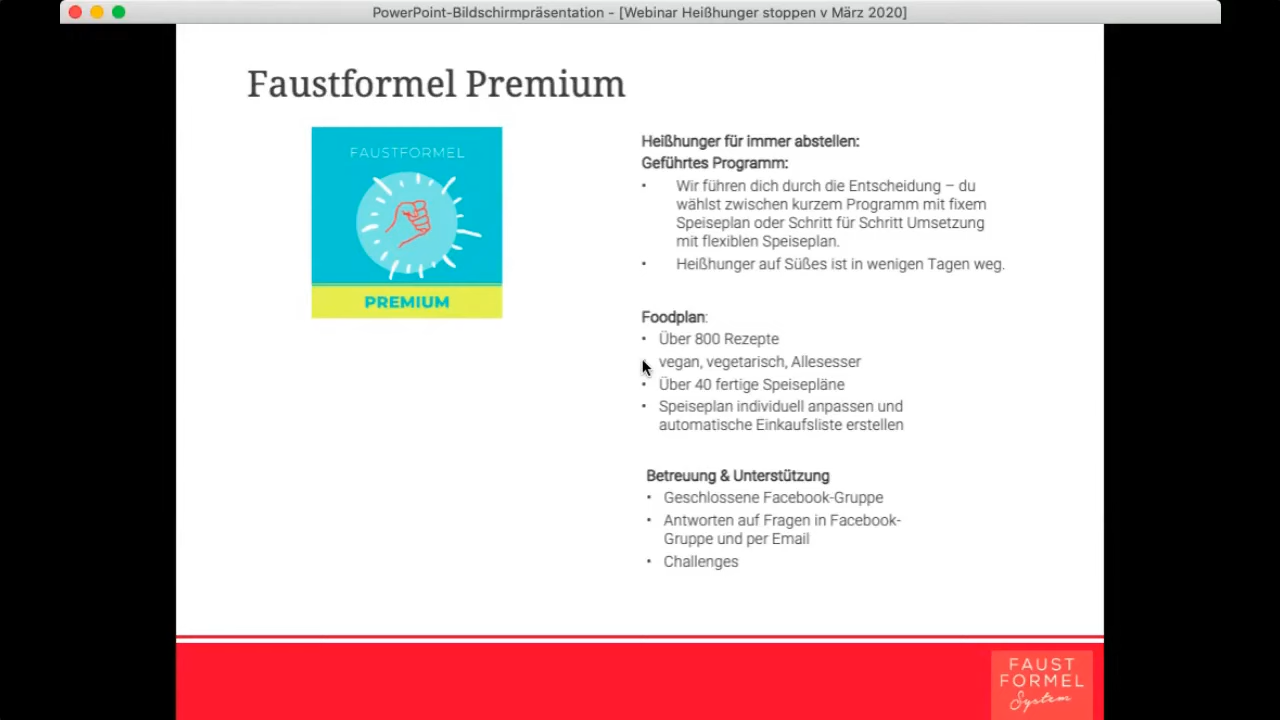 PowerPoint-Bildschirmpräsentation - [Webinar Heißhunger stoppen v März 2020]
Faustformel Premium
FAUSTFORMEL
PREMIUM
Heißhunger für immer abstellen:
Geführtes Programm:
• Wir führen dich durch die Entscheidung – du
wählst zwischen kurzem Programm mit fixem
Speiseplan oder Schritt für Schritt Umsetzung
mit flexiblen Speiseplan.
• Heißhunger auf Süßes ist in wenigen Tagen weg.
Foodplan:
• Über 800 Rezepte
vegan, vegetarisch, Allesesser
• Über 40 fertige Speisepläne
• Speiseplan individuell anpassen und
automatische Einkaufsliste erstellen
Betreuung & Unterstützung
• Geschlossene Facebook-Gruppe
• Antworten auf Fragen in Facebook-
Gruppe und per Email
• Challenges
FAUST
FORMEL
System